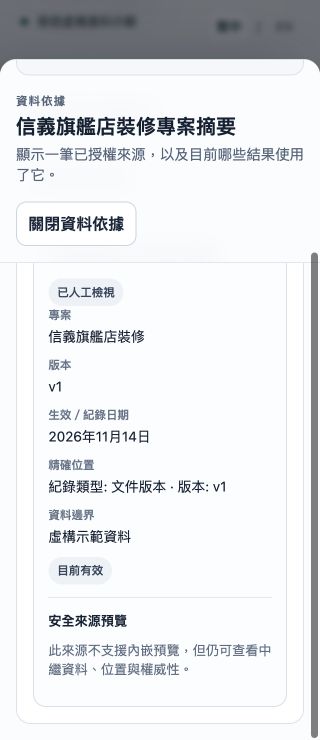 資料依據
信義旗艦店裝修專案摘要
顯示一筆已授權來源，以及目前哪些結果使用
了它。
關閉資料依據
已人工檢視
專案
信義旗艦店裝修
版本
v1
生效 / 紀錄日期
2026年11月14日
精確位置
紀錄類型: 文件版本 · 版本: v1
資料邊界
虛構示範資料
目前有效
安全來源預覽
此來源不支援內嵌預覽，但仍可查看中
繼資料、位置與權威性。